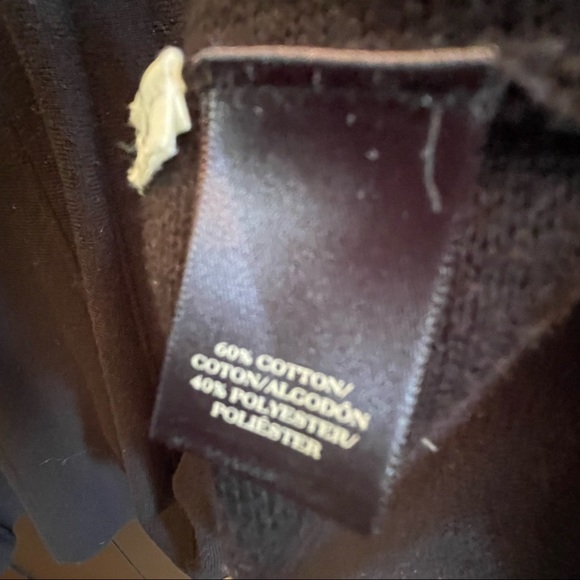 60% COTTON/
COTON/ALGODÓN
40% POLYESTER/
POLIÉSTER